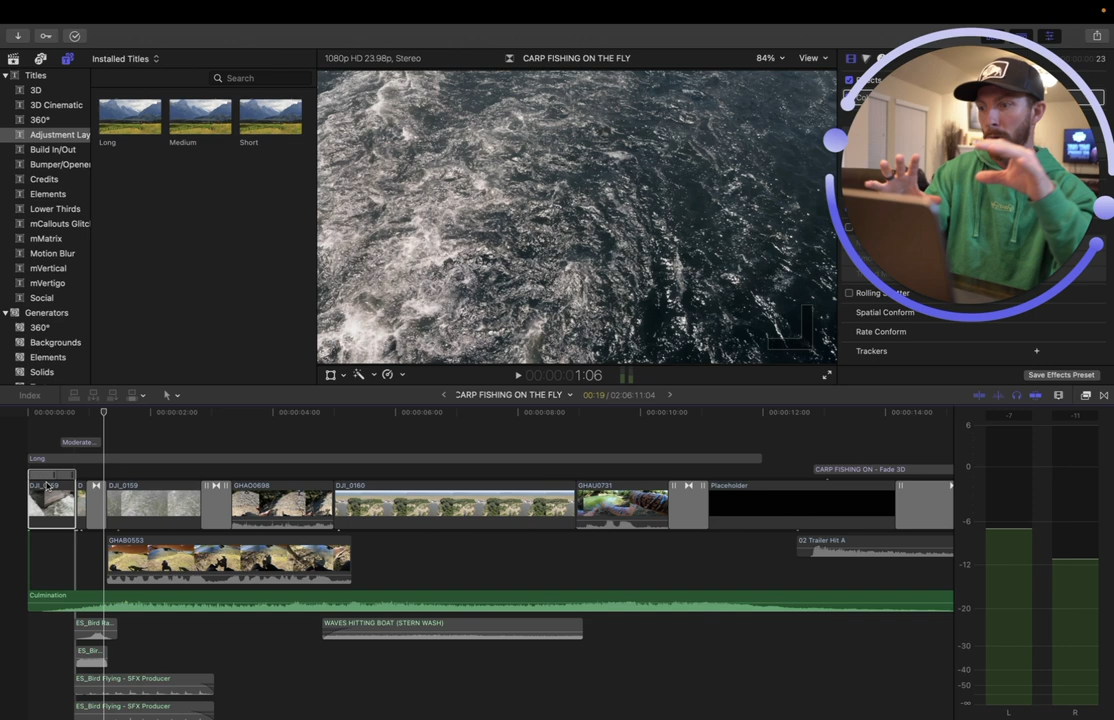 Installed Titles
1080p HD 23.98p, Stereo
CARP FISHING ON THE FLY
84%
View
23
Titles
Search
3D
3D Cinematic
360°
Adjustment Lay
Build In/Out
Bumper/Opene
Credits
Elements
Lower Thirds
mCallouts Glitc
mMatrix
Motion Blur
mVertical
mVertigo
Social
Generators
360°
Backgrounds
Elements
Solids
Long
Medium
Short
Effects
Rolling Shutter
Spatial Conform
Rate Conform
Trackers
Save Effects Preset
00:00:00:01:06
Index
CARP FISHING ON THE FLY
00:19 / 02:06:11:04
00:00:00:00
00:00:02:00
00:00:04:00
00:00:06:00
00:00:08:00
00:00:10:00
00:00:12:00
00:00:14:00
-7
-11
Moderate...
Long
CARP FISHING ON - Fade 3D
D
DJI_0159
GHAO0698
DJI_0160
GHAU0731
Placeholder
GHAB0553
02 Trailer Hit A
Culmination
ES_Bird Ra...
WAVES HITTING BOAT (STERN WASH)
ES_Bir...
ES_Bird Flying - SFX Producer
ES_Bird Flying - SFX Producer
6
0
-6
-12
-20
-30
-40
-50
-∞
L
R